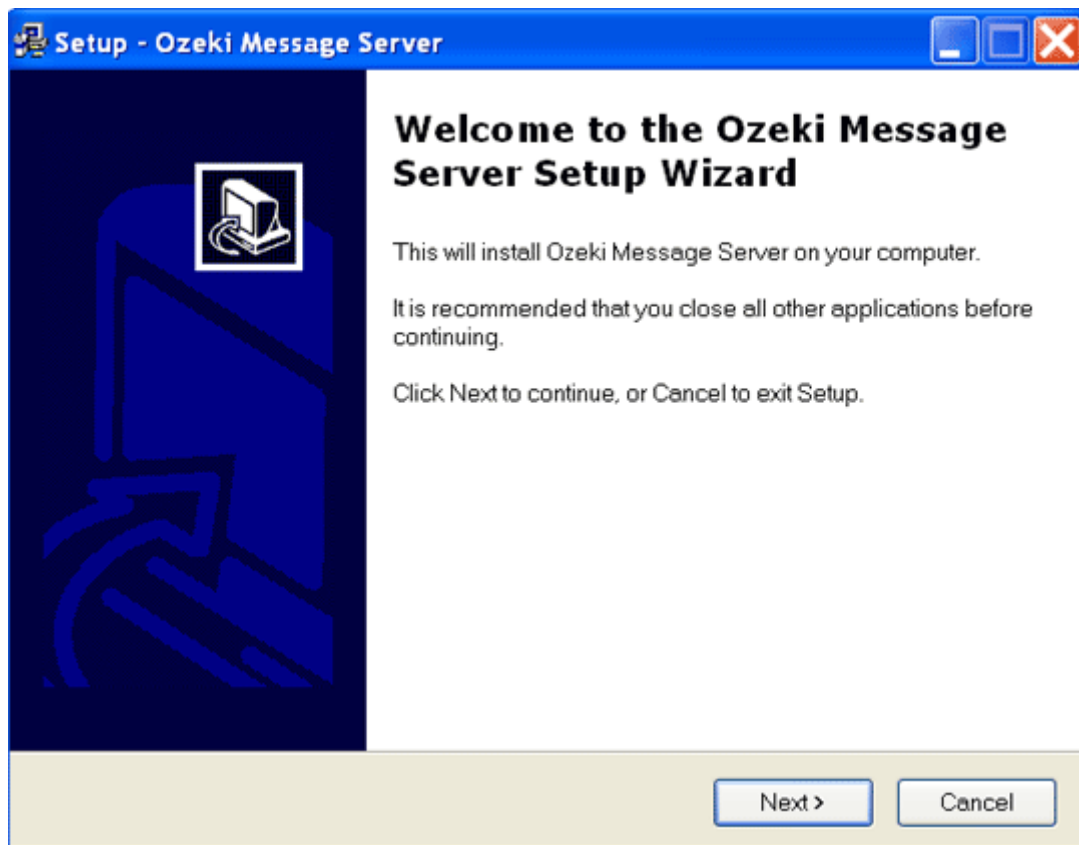 Setup - Ozeki Message Server
Welcome to the Ozeki Message
Server Setup Wizard
This will install Ozeki Message Server on your computer.
It is recommended that you close all other applications before
continuing.
Click Next to continue, or Cancel to exit Setup.
Next >
Cancel